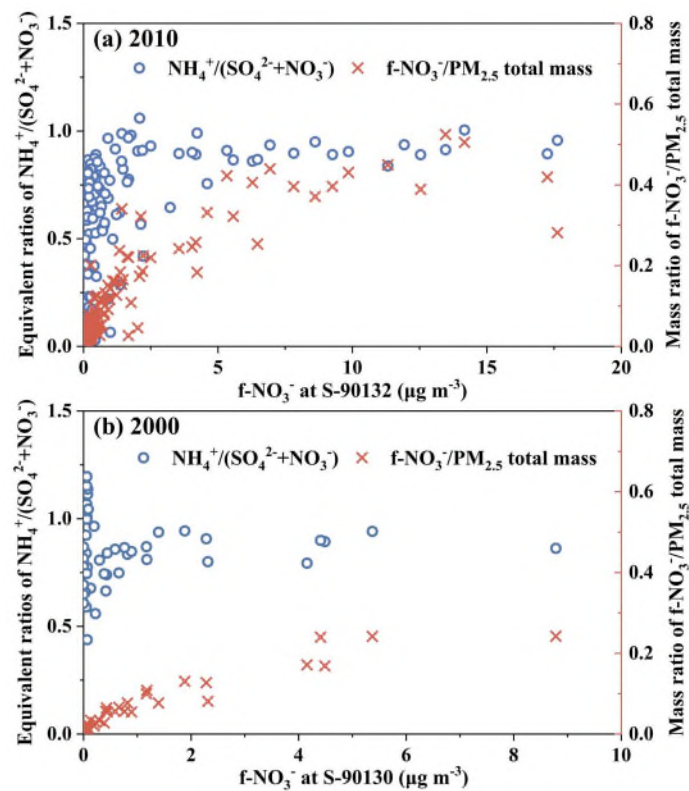 (a) 2010
NH₄⁺/(SO₄²⁻+NO₃⁻) f-NO₃⁻/PM₂.₅ total mass
Equivalent ratios of NH₄⁺/(SO₄²⁻+NO₃⁻)
1.5
1.0
0.5
0.0
0.8
0.6
0.4
0.2
0.0
Mass ratio of f-NO₃⁻/PM₂.₅ total mass
0 5 10 15 20
f-NO₃⁻ at S-90132 (μg m⁻³)
(b) 2000
NH₄⁺/(SO₄²⁻+NO₃⁻) f-NO₃⁻/PM₂.₅ total mass
Equivalent ratios of NH₄⁺/(SO₄²⁻+NO₃⁻)
1.5
1.0
0.5
0.0
0.8
0.6
0.4
0.2
0.0
Mass ratio of f-NO₃⁻/PM₂.₅ total mass
0 2 4 6 8 10
f-NO₃⁻ at S-90130 (μg m⁻³)